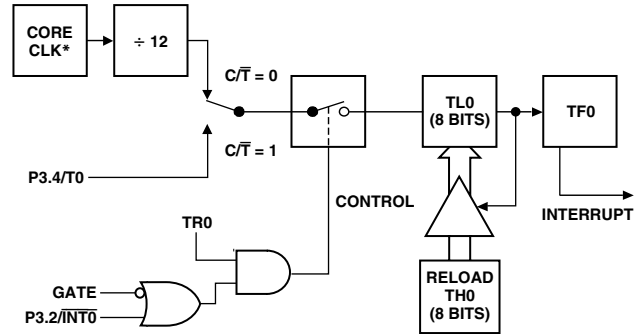 CORE
CLK*
÷ 12
C/T̅ = 0
C/T̅ = 1
P3.4/T0
TL0
(8 BITS)
TF0
INTERRUPT
CONTROL
TR0
GATE
P3.2/I̅N̅T̅0̅
RELOAD
TH0
(8 BITS)